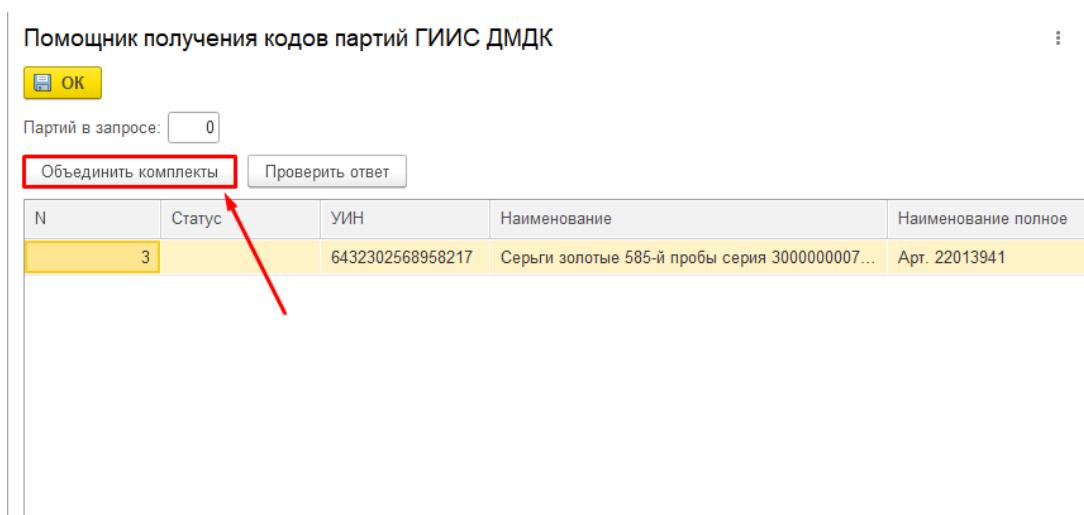 Помощник получения кодов партий ГИИС ДМДК
ОК
Партий в запросе: 0
Объединить комплекты Проверить ответ
N Статус УИН Наименование Наименование полное
3 6432302568958217 Серьги золотые 585-й пробы серия 3000000007... Арт. 22013941